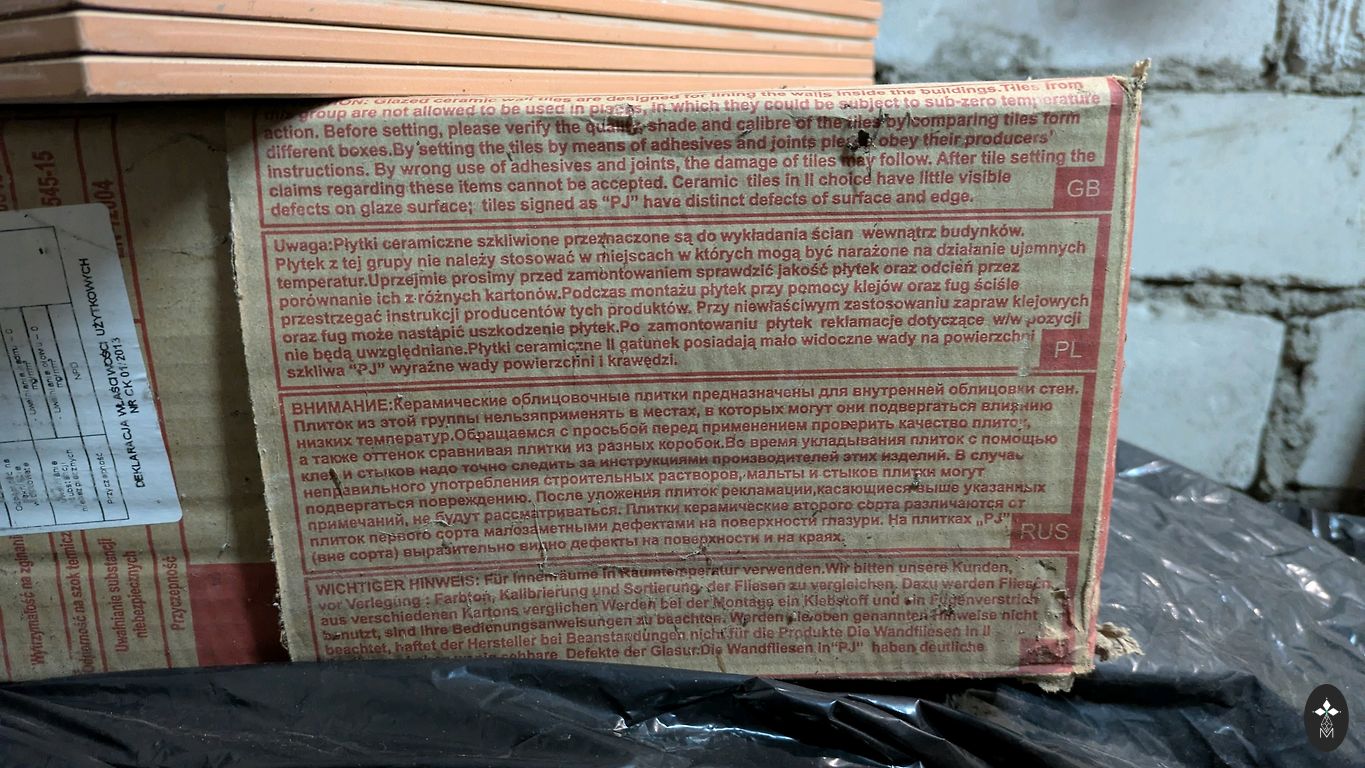 ION: Glazed ceramic wall tiles are designed for lining the walls inside the buildings.Tiles from
this group are not allowed to be used in places, in which they could be subject to sub-zero temperature
action. Before setting, please verify the quality, shade and calibre of the tiles by comparing tiles form
different boxes.By setting the tiles by means of adhesives and joints please obey their producers'
instructions. By wrong use of adhesives and joints, the damage of tiles may follow. After tile setting the
claims regarding these items cannot be accepted. Ceramic tiles in II choice have little visible
defects on glaze surface; tiles signed as “PJ” have distinct defects of surface and edge.
GB
Uwaga:Płytki ceramiczne szkliwione przeznaczone są do wykładania ścian wewnątrz budynków.
Płytek z tej grupy nie należy stosować w miejscach w których mogą być narażone na działanie ujemnych
temperatur.Uprzejmie prosimy przed zamontowaniem sprawdzić jakość płytek oraz odcień przez
porównanie ich z różnych kartonów.Podczas montażu płytek przy pomocy klejów oraz fug ściśle
przestrzegać instrukcji producentów tych produktów. Przy niewłaściwym zastosowaniu zapraw klejowych
oraz fug może nastąpić uszkodzenie płytek.Po zamontowaniu płytek reklamacje dotyczące w/w pozycji
nie będą uwzględniane.Płytki ceramiczne II gatunek posiadają mało widoczne wady na powierzchni
szkliwa “PJ” wyraźne wady powierzchni i krawędzi.
PL
ВНИМАНИЕ:Керамические облицовочные плитки предназначены для внутренней облицовки стен.
Плиток из этой группы нельзяприменять в местах, в которых могут они подвергаться влиянию
низких температур.Обращаемся с просьбой перед применением проверить качество плиток,
а также оттенок сравнивая плитки из разных коробок.Во время укладывания плиток с помощью
клея и стыков надо точно следить за инструкциями производителей этих изделий. В случае
неправильного употребления строительных растворов,мальты и стыков плитки могут
подвергаться повреждению. После уложения плиток рекламации,касающиеся выше указанных
примечаний, не будут рассматриваться. Плитки керамические второго сорта различаются от
плиток первого сорта малозаметными дефектами на поверхности глазури. На плитках „PJ”
(вне сорта) выразительно видно дефекты на поверхности и на краях.
RUS
WICHTIGER HINWEIS: Für Innenräume in Raumtemperatur verwenden.Wir bitten unsere Kunden,
vor Verlegung : Farbton, Kalibrierung und Sortierung, der Fliesen zu vergleichen. Dazu werden Fliesen
aus verschiedenen Kartons verglichen Werden bei der Montage ein Klebstoff und ein Fugenverstrich
benutzt, sind Ihre Bedienungsanweisungen zu beachten. Werden die oben genannten Hinweise nicht
beachtet, haftet der Hersteller bei Beanstandungen nicht für die Produkte Die Wandfliesen in II
sehbare Defekte der Glasur.Die Wandfliesen in“PJ” haben deutliche
545-15
12004
DEKLARACJA WŁAŚCIWOŚCI UŻYTKOWYCH
NR CK 01/2013
NPD
Przyczepność
Wytrzymałość na zginanie
Odporność na szok termiczny
Uwalnianie substancji
niebezpiecznych
Przyczepność
M